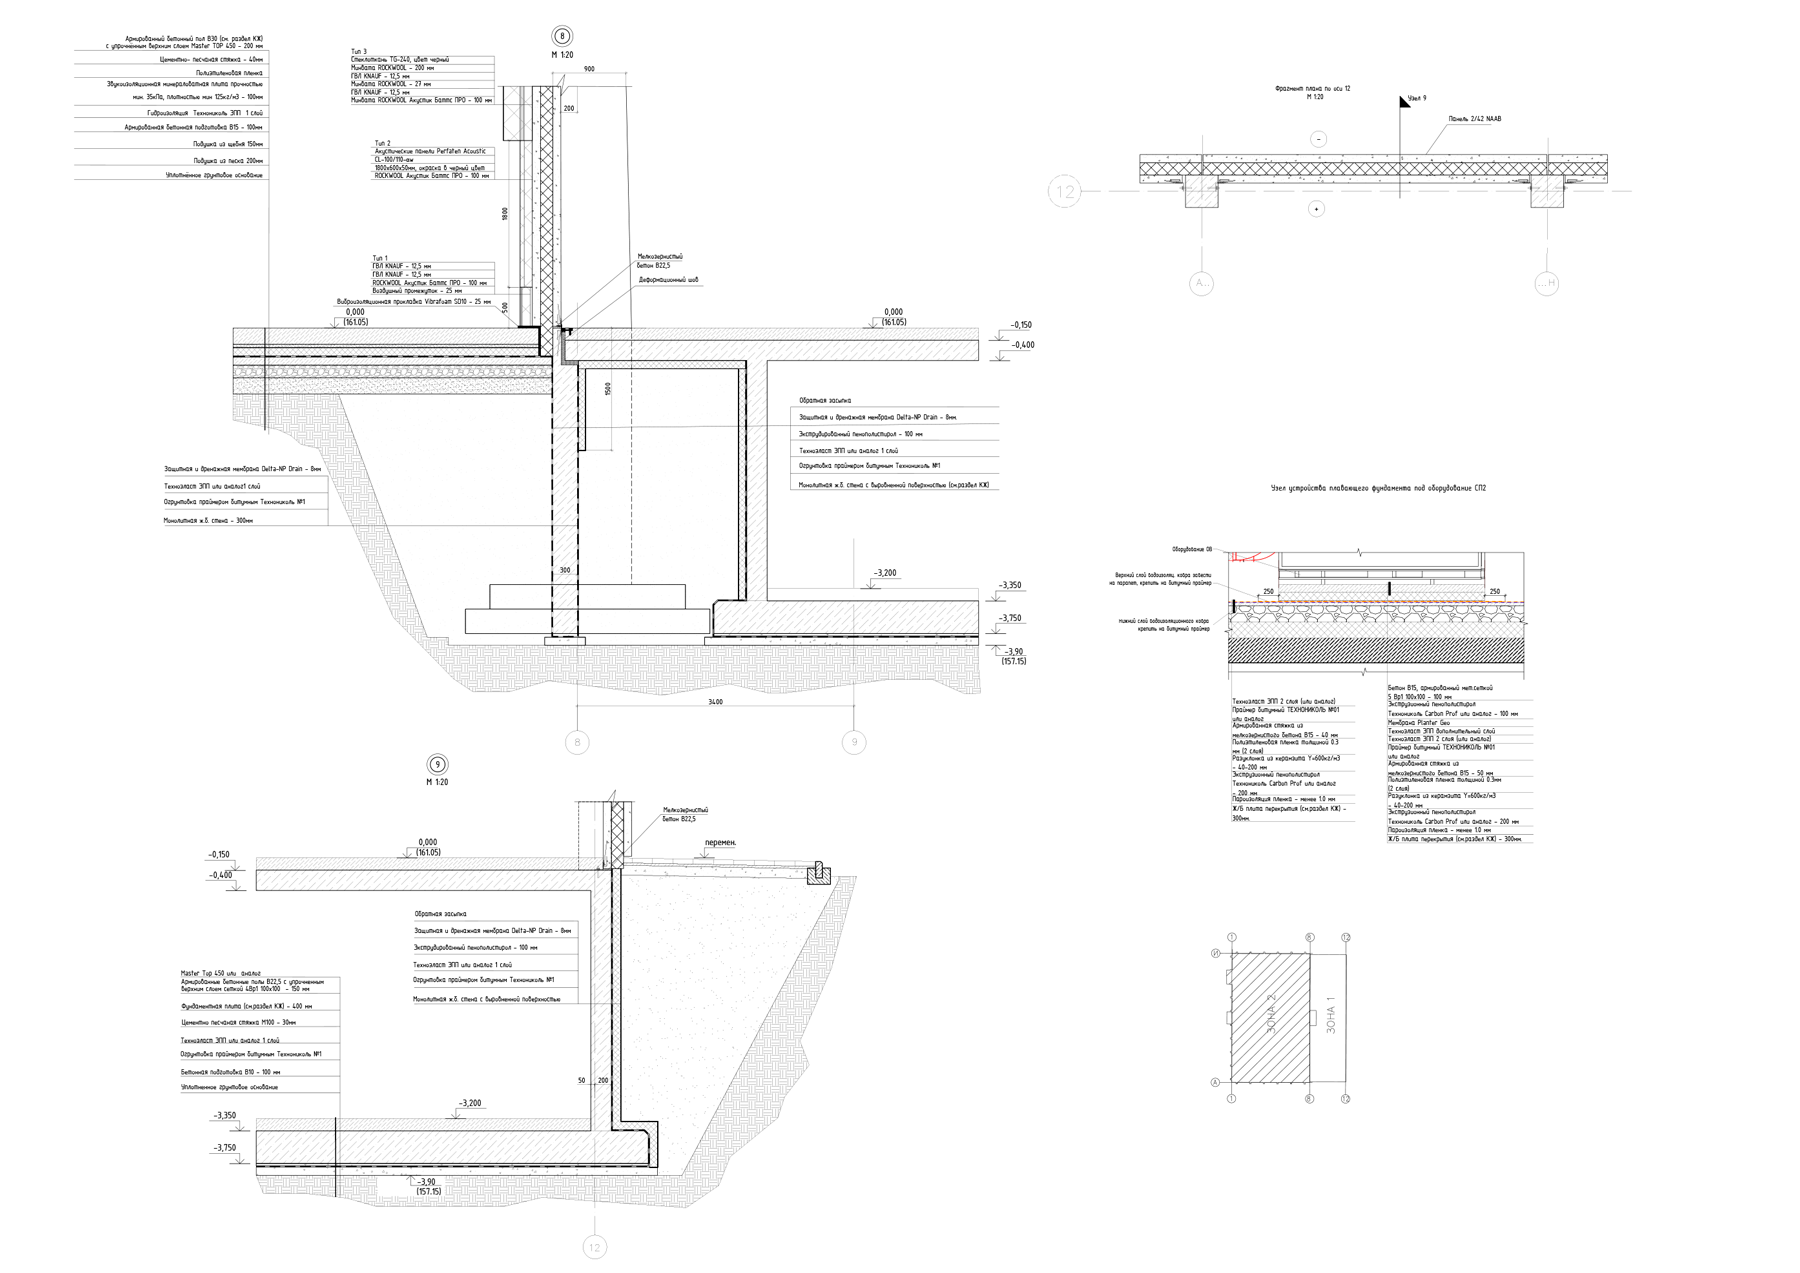 8
М 1:20
Армированный бетонный пол В30 (см. раздел КЖ)
с упрочнённым верхним слоем Master TOP 450 - 200 мм
Цементно- песчаная стяжка - 40мм
Полиэтиленовая пленка
Звукоизоляционная минераловатная плита прочностью
мин. 35кПа, плотностью мин 125кг/м3 - 100мм
Гидроизоляция Технониколь ЭПП 1 слой
Армированная бетонная подготовка В15 - 100мм
Подушка из щебня 150мм
Подушка из песка 200мм
Уплотнённое грунтовое основание
Тип 3
Стеклоткань TG-240, цвет черный
Минвата ROCKWOOL - 200 мм
ГВЛ KNAUF - 12,5 мм
Минвата ROCKWOOL - 27 мм
ГВЛ KNAUF - 12,5 мм
Минвата ROCKWOOL Акустик Баттс ПРО - 100 мм
Тип 2
Акустические панели Perfaten Acoustic
CL-100/110-aw
1800х600х50мм, окраска в черный цвет
ROCKWOOL Акустик Баттс ПРО - 100 мм
Тип 1
ГВЛ KNAUF - 12,5 мм
ГВЛ KNAUF - 12,5 мм
ROCKWOOL Акустик Баттс ПРО - 100 мм
Воздушный промежуток - 25 мм
Виброизоляционная прокладка Vibrafoam SD10 - 25 мм
900
200
1800
500
Мелкозернистый
бетон В22,5
Деформационный шов
0,000
(161.05)
0,000
(161.05)
-0,150
-0,400
1500
Обратная засыпка
Защитная и дренажная мембрана Delta-NP Drain - 8мм.
Экструдированный пенополистирол - 100 мм
Техноэласт ЭПП или аналог 1 слой
Огрунтовка праймером битумным Технониколь №1
Монолитная ж.б. стена с выровненной поверхностью (см.раздел КЖ)
Защитная и дренажная мембрана Delta-NP Drain - 8мм
Техноэласт ЭПП или аналог1 слой
Огрунтовка праймером битумным Технониколь №1
Монолитная ж.б. стена - 300мм
300
-3,200
-3,350
-3,750
-3,90
(157.15)
3400
8
9
9
М 1:20
Мелкозернистый
бетон В22,5
0,000
(161.05)
перемен.
-0,150
-0,400
Обратная засыпка
Защитная и дренажная мембрана Delta-NP Drain - 8мм
Экструдированный пенополистирол - 100 мм
Техноэласт ЭПП или аналог 1 слой
Огрунтовка праймером битумным Технониколь №1
Монолитная ж.б. стена с выровненной поверхностью
Master Top 450 или аналог
Армированные бетонные полы В22,5 с упрочненным
верхним слоем сеткой 4Вр1 100х100 - 150 мм
Фундаментная плита (см.раздел КЖ) - 400 мм
Цементно песчаная стяжка М100 - 30мм
Техноэласт ЭПП или аналог 1 слой
Огрунтовка праймером битумным Технониколь №1
Бетонная подготовка В10 - 100 мм
Уплотненное грунтовое основание
50
200
-3,200
-3,350
-3,750
-3,90
(157.15)
12
Фрагмент плана по оси 12
М 1:20
Узел 9
Панель 2/42 NAAB
-
12
+
А...
...Н
Узел устройства плавающего фундамента под оборудование СП2
Оборудование ОВ
Верхний слой водоизоляц. ковра завести
на парапет, крепить на битумный праймер
250
250
нижний слой водоизоляционного ковра
крепить на битумный праймер
Техноэласт ЭПП 2 слоя (или аналог)
Праймер битумный ТЕХНОНИКОЛЬ №01
или аналог
Армированная стяжка из
мелкозернистого бетона В15 - 40 мм
Полиэтиленовая пленка толщиной 0.3
мм (2 слоя)
Разуклонка из керамзита Y=600кг/м3
- 40-200 мм
Экструзионный пенополистирол
Технониколь Carbon Prof или аналог
- 200 мм
Пароизоляция пленка - менее 1.0 мм
Ж/Б плита перекрытия (см.раздел КЖ) -
300мм.
Бетон В15, армированный мет.сеткой
5 Вр1 100х100 - 100 мм
Экструзионный пенополистирол
Технониколь Carbon Prof или аналог - 100 мм
Мембрана Planter Geo
Техноэласт ЭПП дополнительный слой
Техноэласт ЭПП 2 слоя (или аналог)
Праймер битумный ТЕХНОНИКОЛЬ №01
или аналог
Армированная стяжка из
мелкозернистого бетона В15 - 50 мм
Полиэтиленовая пленка толщиной 0.3мм
(2 слоя)
Разуклонка из керамзита Y=600кг/м3
- 40-200 мм
Экструзионный пенополистирол
Технониколь Carbon Prof или аналог - 200 мм
Пароизоляция пленка - менее 1.0 мм
Ж/Б плита перекрытия (см.раздел КЖ) - 300мм.
1
8
12
И
ЗОНА 2
ЗОНА 1
А
1
8
12